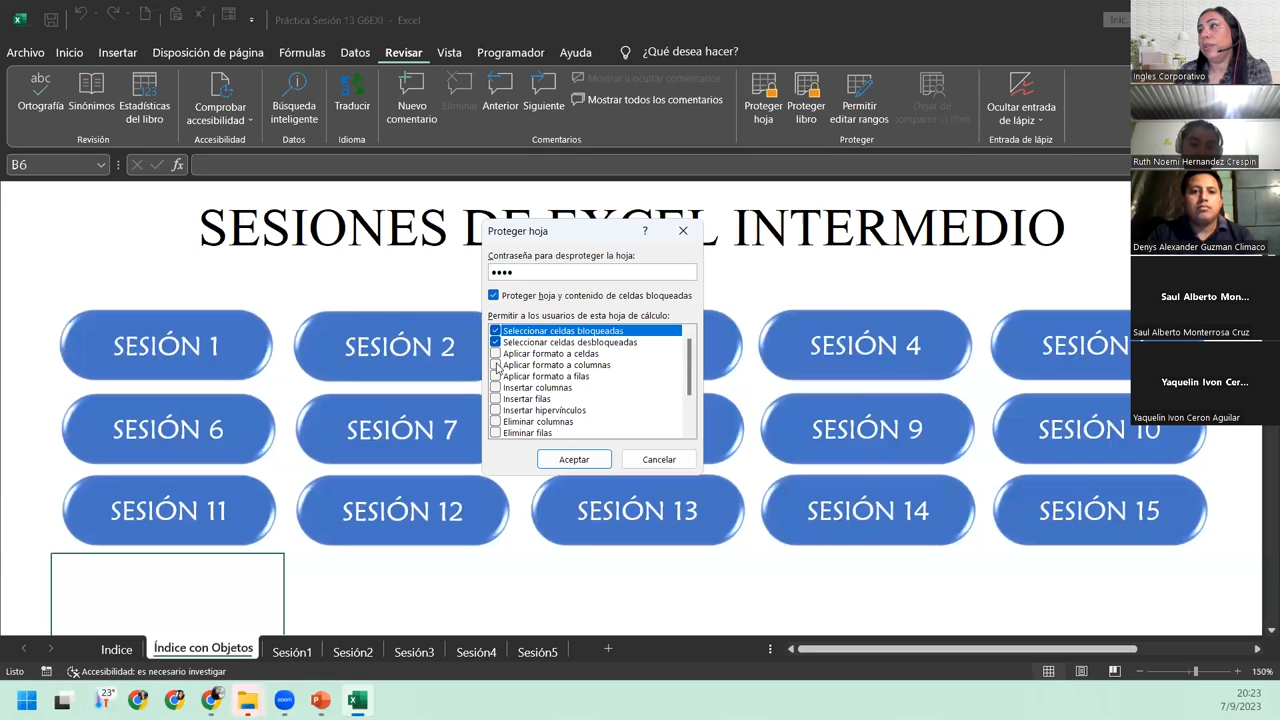 Práctica Sesión 13 G6EXI - Excel
Inic
Archivo Inicio Insertar Disposición de página Fórmulas Datos Revisar Vista Programador Ayuda ¿Qué desea hacer?
abc
Ortografía
Sinónimos
Estadísticas
del libro
Revisión
Comprobar
accesibilidad
Accesibilidad
Búsqueda
inteligente
Datos
Traducir
Idioma
Nuevo
comentario
Eliminar
Anterior
Siguiente
Mostrar u ocultar comentarios
Mostrar todos los comentarios
Comentarios
Proteger
hoja
Proteger
libro
Permitir
editar rangos
Dejar de
compartir el libro
Proteger
Ocultar entrada
de lápiz
Entrada de lápiz
B6
fx
SESIONES DE EXCEL INTERMEDIO
SESIÓN 1
SESIÓN 2
SESIÓN 4
SESIÓN
SESIÓN 6
SESIÓN 7
SESIÓN 9
SESIÓN 10
SESIÓN 11
SESIÓN 12
SESIÓN 13
SESIÓN 14
SESIÓN 15
Proteger hoja
?
Contraseña para desproteger la hoja:
••••
Proteger hoja y contenido de celdas bloqueadas
Permitir a los usuarios de esta hoja de cálculo:
Seleccionar celdas bloqueadas
Seleccionar celdas desbloqueadas
Aplicar formato a celdas
Aplicar formato a columnas
Aplicar formato a filas
Insertar columnas
Insertar filas
Insertar hipervínculos
Eliminar columnas
Eliminar filas
Aceptar
Cancelar
Ingles Corporativo
Ruth Noemi Hernandez Crespin
Denys Alexander Guzman Climaco
Saul Alberto Mon...
Saul Alberto Monterrosa Cruz
Yaquelin Ivon Cer...
Yaquelin Ivon Ceron Aguilar
Indice
Índice con Objetos
Sesión1
Sesión2
Sesión3
Sesión4
Sesión5
Listo
Accesibilidad: es necesario investigar
150%
23°
zoom
20:23
7/9/2023